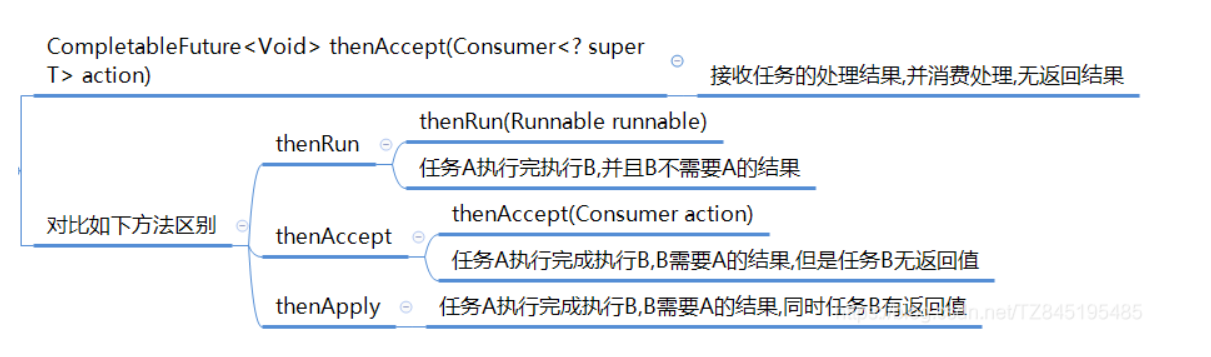 CompletableFuture<Void> thenAccept(Consumer<? super
T> action)
接收任务的处理结果,并消费处理,无返回结果
对比如下方法区别
thenRun
thenRun(Runnable runnable)
任务A执行完执行B,并且B不需要A的结果
thenAccept
thenAccept(Consumer action)
任务A执行完成执行B,B需要A的结果,但是任务B无返回值
thenApply
任务A执行完成执行B,B需要A的结果,同时任务B有返回值
https://blog.csdn.net/TZ845195485